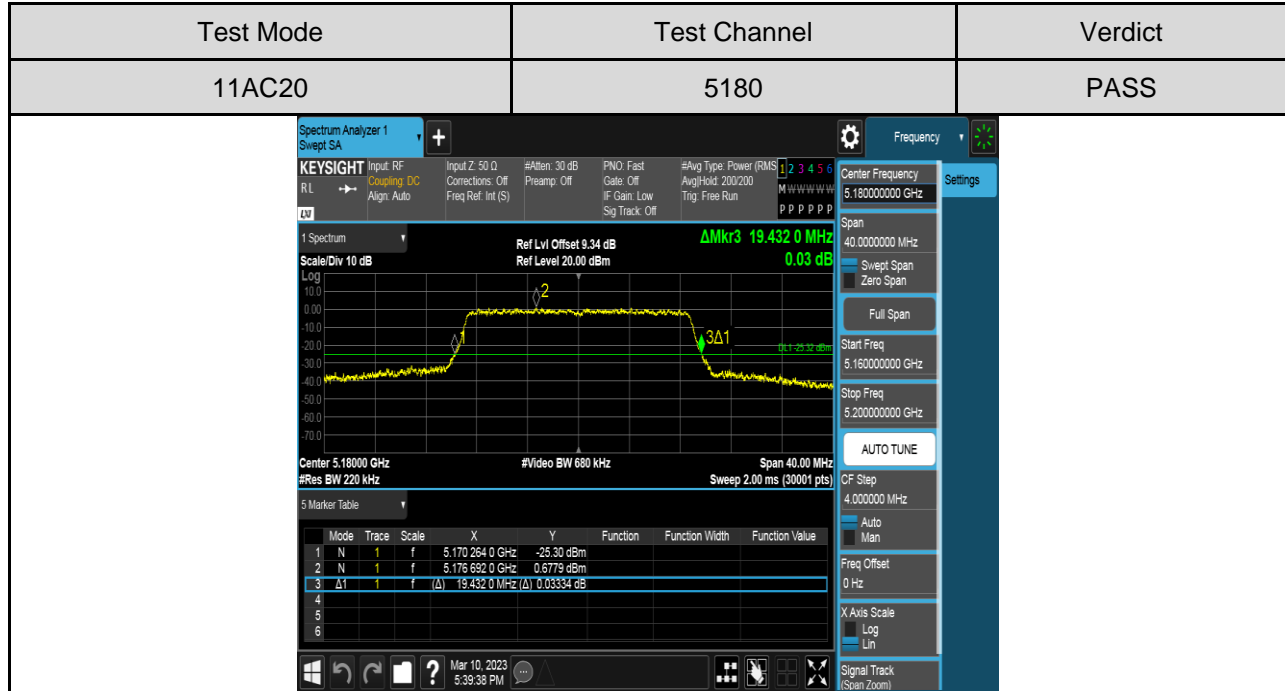 Test Mode Test Channel Verdict
11AC20 5180 PASS
Spectrum Analyzer 1
Swept SA
+
Frequency
KEYSIGHT Input: RF Input Z: 50 Ω #Atten: 30 dB PNO: Fast #Avg Type: Power (RMS 1 2 3 4 5 6
RL Coupling: DC Corrections: Off Preamp: Off Gate: Off Avg|Hold: 200/200 M W W W W W
Align: Auto Freq Ref: Int (S) IF Gain: Low Trig: Free Run
Sig Track: Off P P P P P P
LXI
Center Frequency
5.180000000 GHz
Settings
Span
40.0000000 MHz
Swept Span
Zero Span
Full Span
Start Freq
5.160000000 GHz
Stop Freq
5.200000000 GHz
AUTO TUNE
CF Step
4.000000 MHz
Auto
Man
Freq Offset
0 Hz
X Axis Scale
Log
Lin
Signal Track
(Span Zoom)
1 Spectrum
Ref Lvl Offset 9.34 dB ΔMkr3 19.432 0 MHz
Scale/Div 10 dB Ref Level 20.00 dBm 0.03 dB
Log
10.0
0.00
-10.0
-20.0
-30.0
-40.0
-50.0
-60.0
-70.0
2
1
3Δ1
DL1 -25.32 dBm
Center 5.18000 GHz #Video BW 680 kHz Span 40.00 MHz
#Res BW 220 kHz Sweep 2.00 ms (30001 pts)
5 Marker Table
Mode Trace Scale X Y Function Function Width Function Value
1 N 1 f 5.170 264 0 GHz -25.30 dBm
2 N 1 f 5.176 692 0 GHz 0.6779 dBm
3 Δ1 1 f (Δ) 19.432 0 MHz (Δ) 0.03334 dB
4
5
6
?
Mar 10, 2023
5:39:38 PM